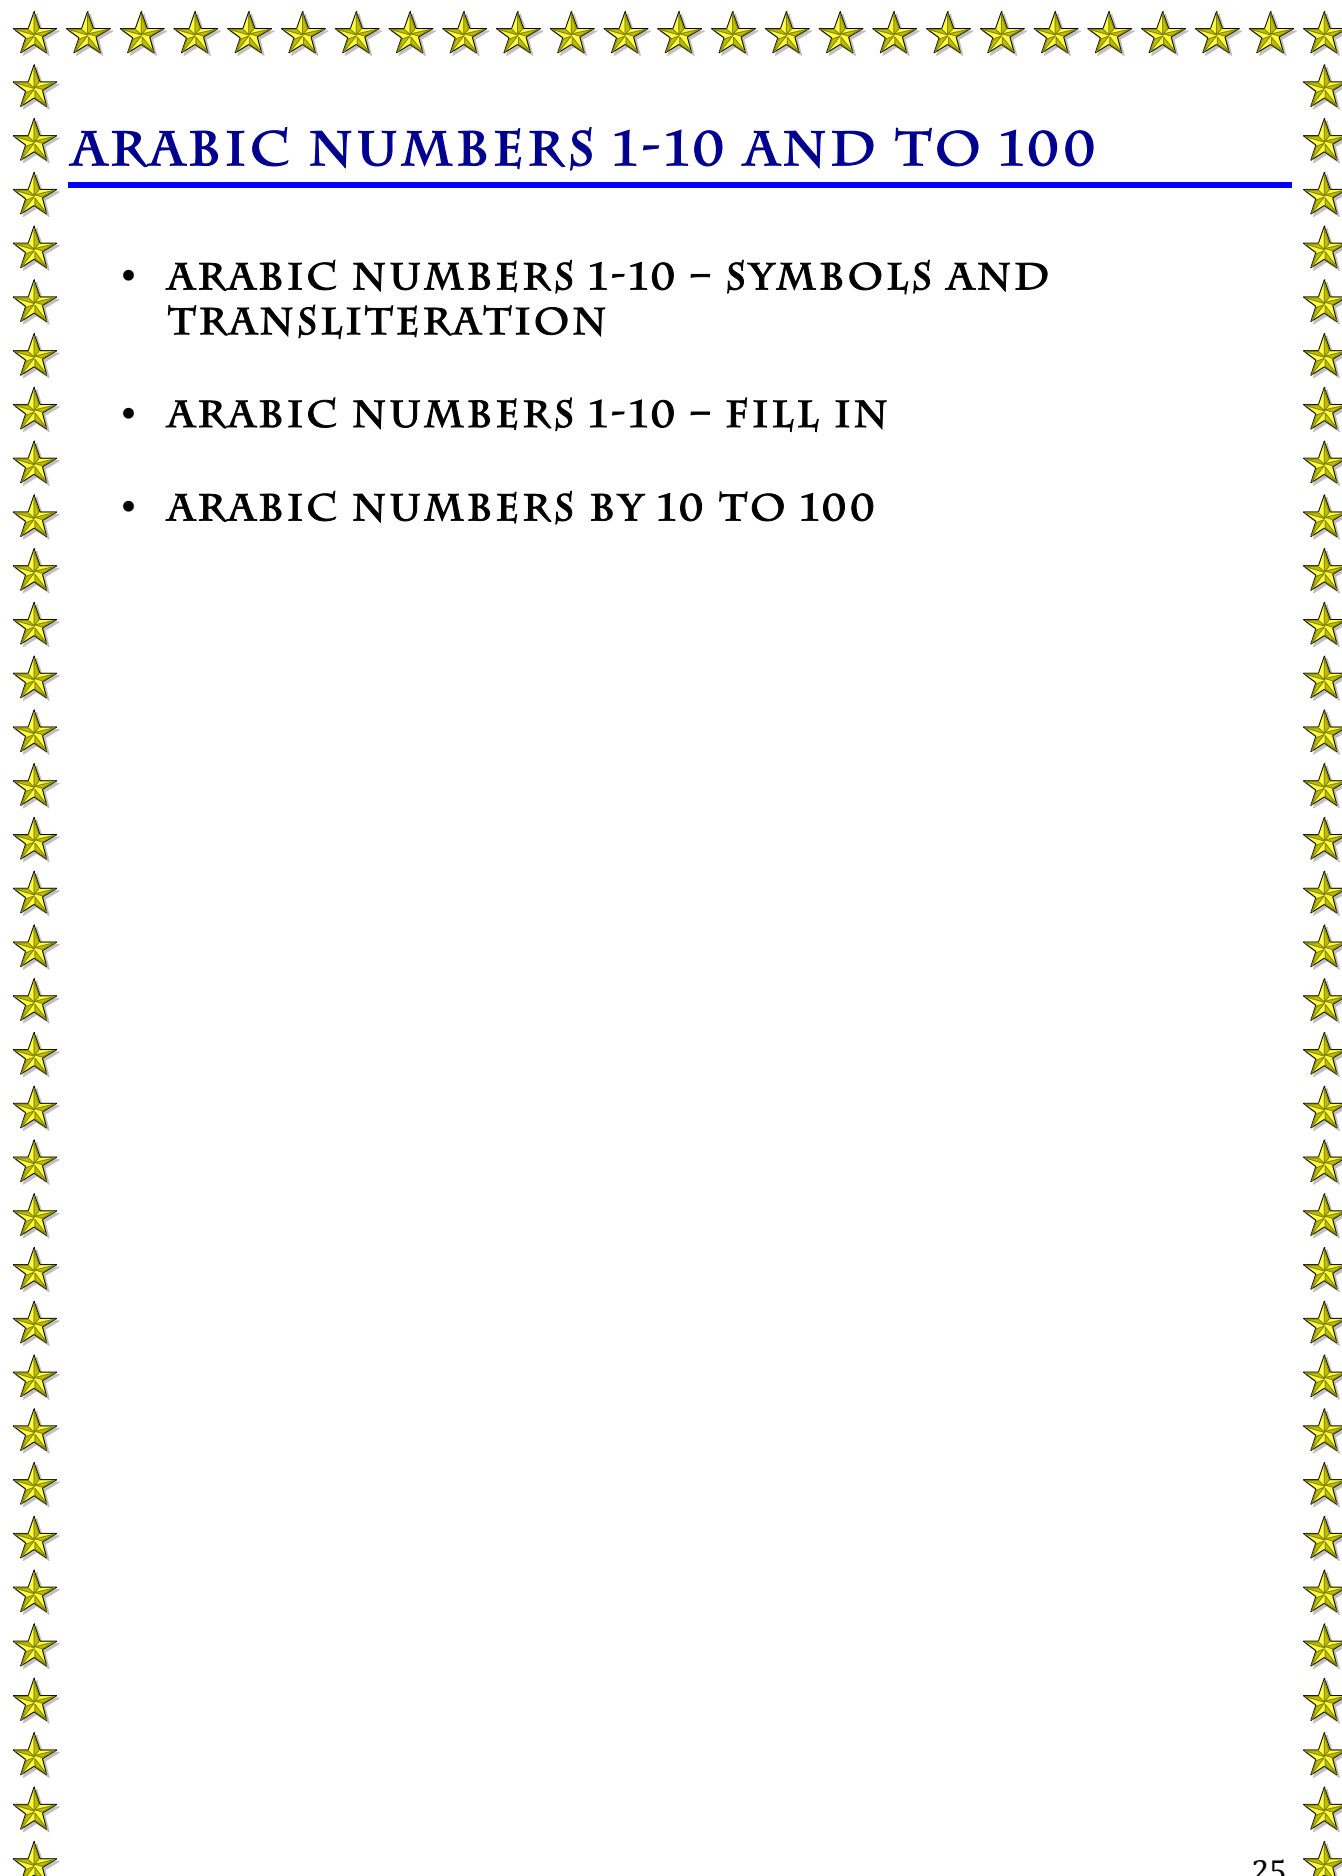 ARABIC NUMBERS 1-10 AND TO 100
• ARABIC NUMBERS 1-10 – SYMBOLS AND
TRANSLITERATION
• ARABIC NUMBERS 1-10 – FILL IN
• ARABIC NUMBERS BY 10 TO 100
25